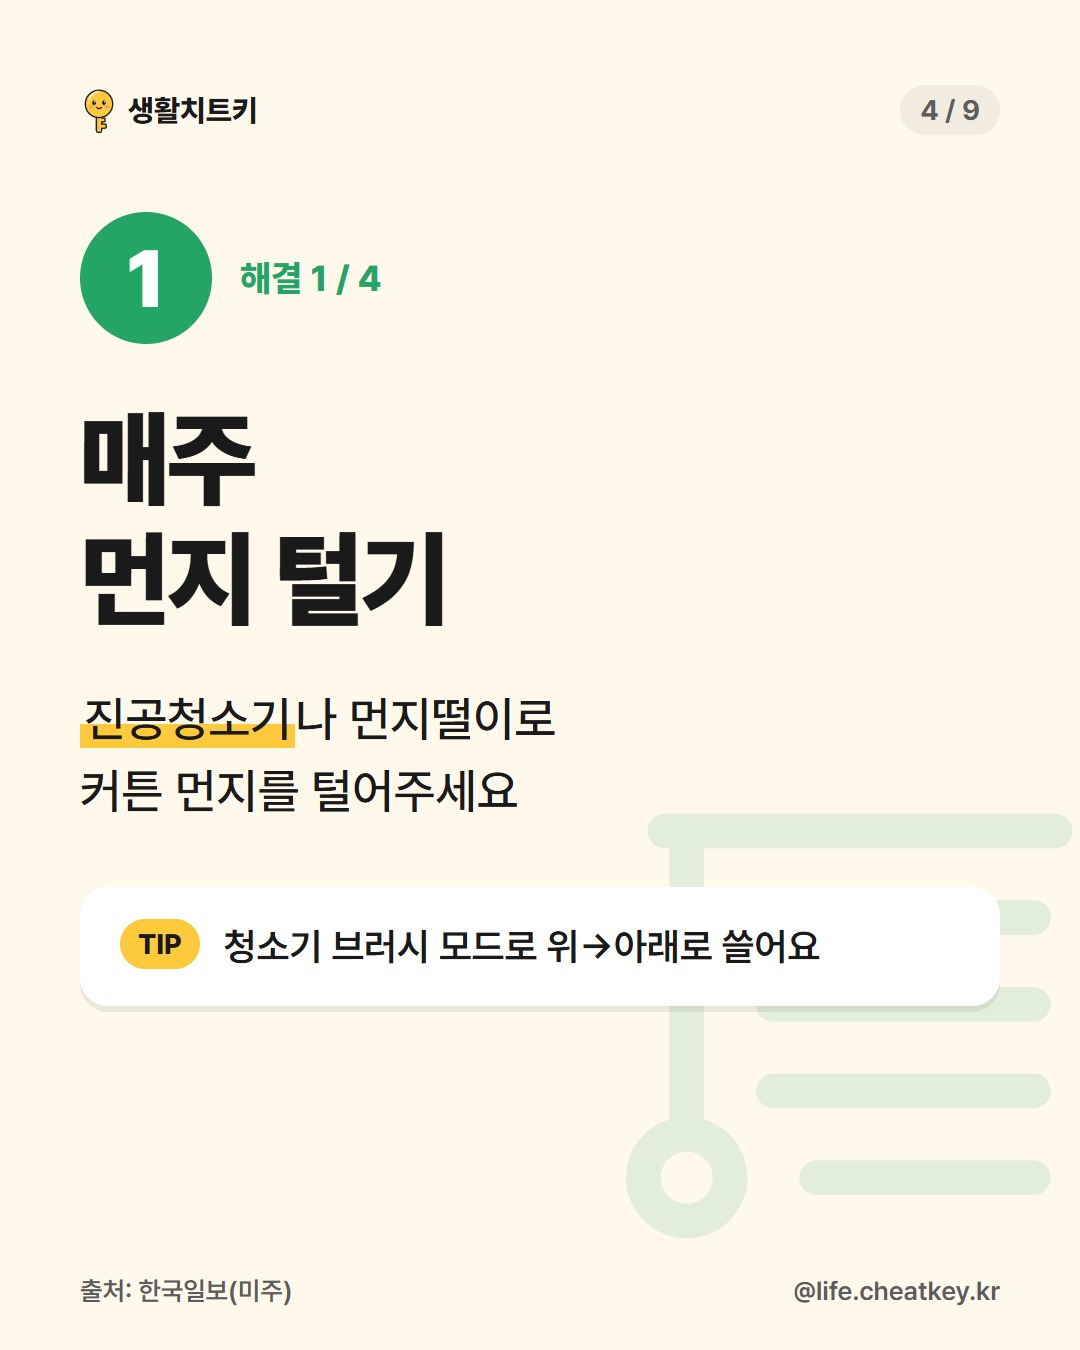 생활치트키
4 / 9
1
해결 1 / 4
매주
먼지 털기
진공청소기나 먼지떨이로
커튼 먼지를 털어주세요
TIP 청소기 브러시 모드로 위→아래로 쓸어요
출처: 한국일보(미주)
@life.cheatkey.kr